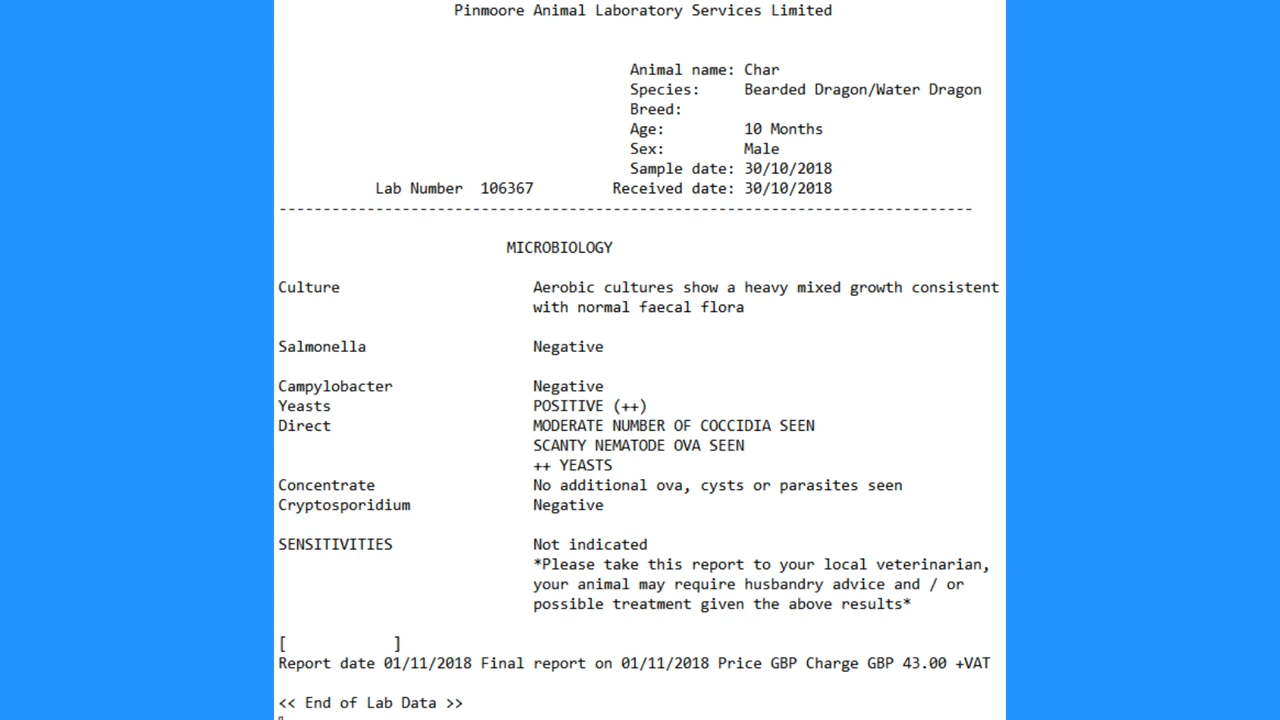 Pinmoore Animal Laboratory Services Limited
Animal name: Char
Species: Bearded Dragon/Water Dragon
Breed:
Age: 10 Months
Sex: Male
Sample date: 30/10/2018
Lab Number 106367 Received date: 30/10/2018
--------------------------------------------------------------------------------
MICROBIOLOGY
Culture Aerobic cultures show a heavy mixed growth consistent
with normal faecal flora
Salmonella Negative
Campylobacter Negative
Yeasts POSITIVE (++)
Direct MODERATE NUMBER OF COCCIDIA SEEN
SCANTY NEMATODE OVA SEEN
++ YEASTS
Concentrate No additional ova, cysts or parasites seen
Cryptosporidium Negative
SENSITIVITIES Not indicated
*Please take this report to your local veterinarian,
your animal may require husbandry advice and / or
possible treatment given the above results*
[ ]
Report date 01/11/2018 Final report on 01/11/2018 Price GBP Charge GBP 43.00 +VAT
<< End of Lab Data >>